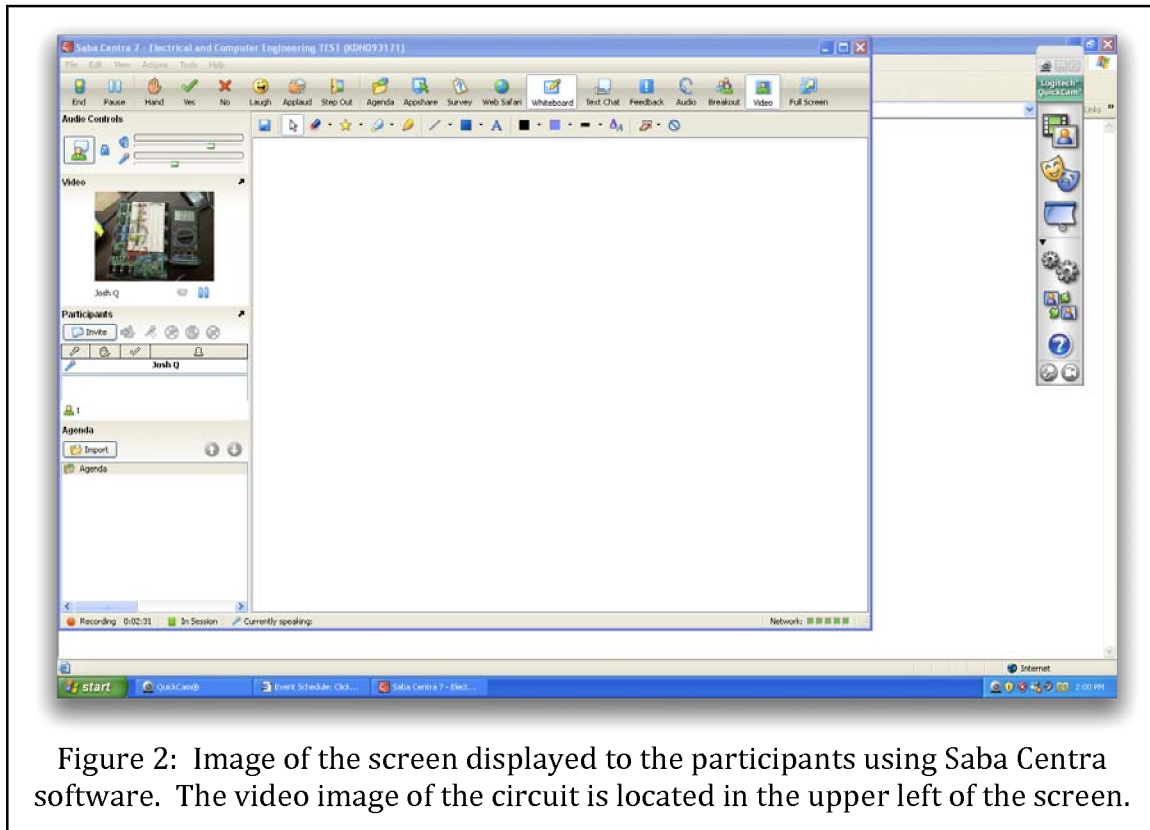 Saba Centra 7 - Electrical and Computer Engineering TEST (KDN093171)
File Edit View Actions Tools Help
End Pause Hand Yes No Laugh Applaud Step Out Agenda Appshare Survey Web Safari Whiteboard Text Chat Feedback Audio Breakout Video Full Screen
Logitech® QuickCam®
Links »
Audio Controls
A
Video
Josh Q
Participants
Invite
Josh Q
1
Agenda
Import
Agenda
Recording 0:02:31 In Session Currently speaking: Network:
Internet
start QuickCam® Event Schedule: Click... Saba Centra 7 - Elect... 2:00 PM
Figure 2: Image of the screen displayed to the participants using Saba Centra
software. The video image of the circuit is located in the upper left of the screen.